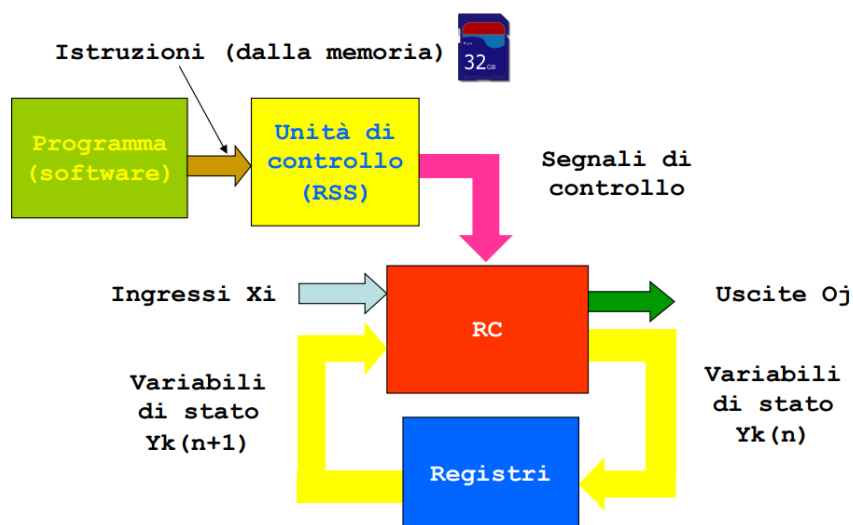 Istruzioni (dalla memoria)
32GB
Programma
(software)
Unità di
controllo
(RSS)
Segnali di
controllo
Ingressi Xi
RC
Uscite Oj
Variabili
di stato
Yk(n+1)
Variabili
di stato
Yk(n)
Registri